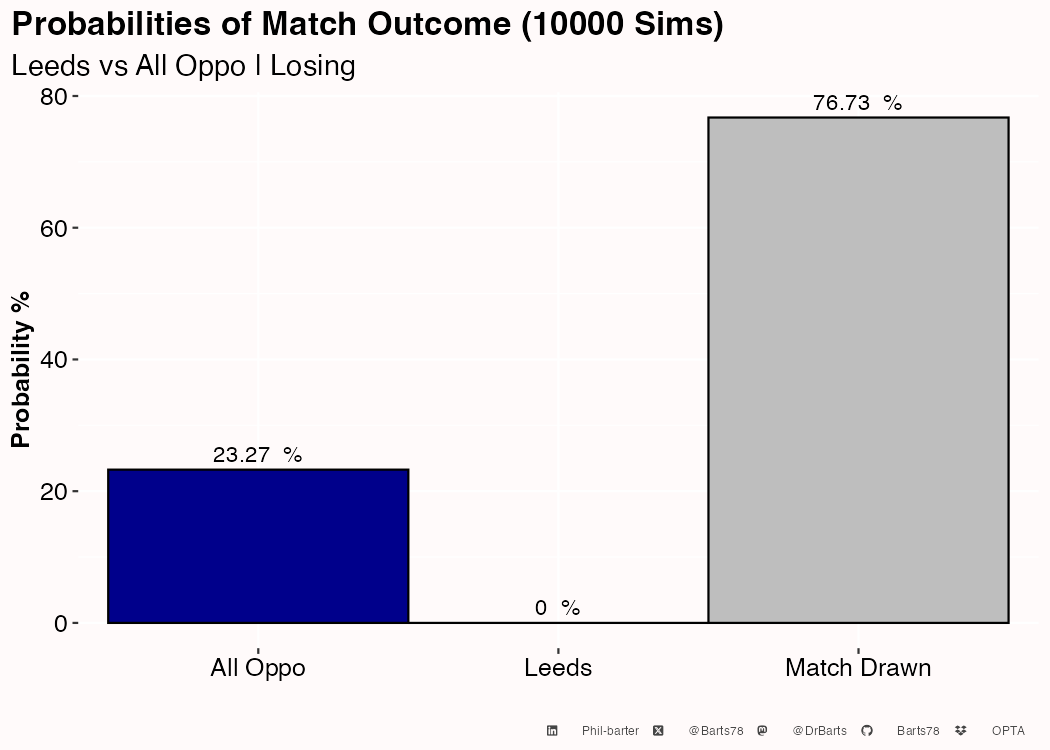 Probabilities of Match Outcome (10000 Sims)
Leeds vs All Oppo | Losing
Probability %
80
60
40
20
0
23.27 %
0 %
76.73 %
All Oppo
Leeds
Match Drawn
Phil-barter @Barts78 @DrBarts Barts78 OPTA